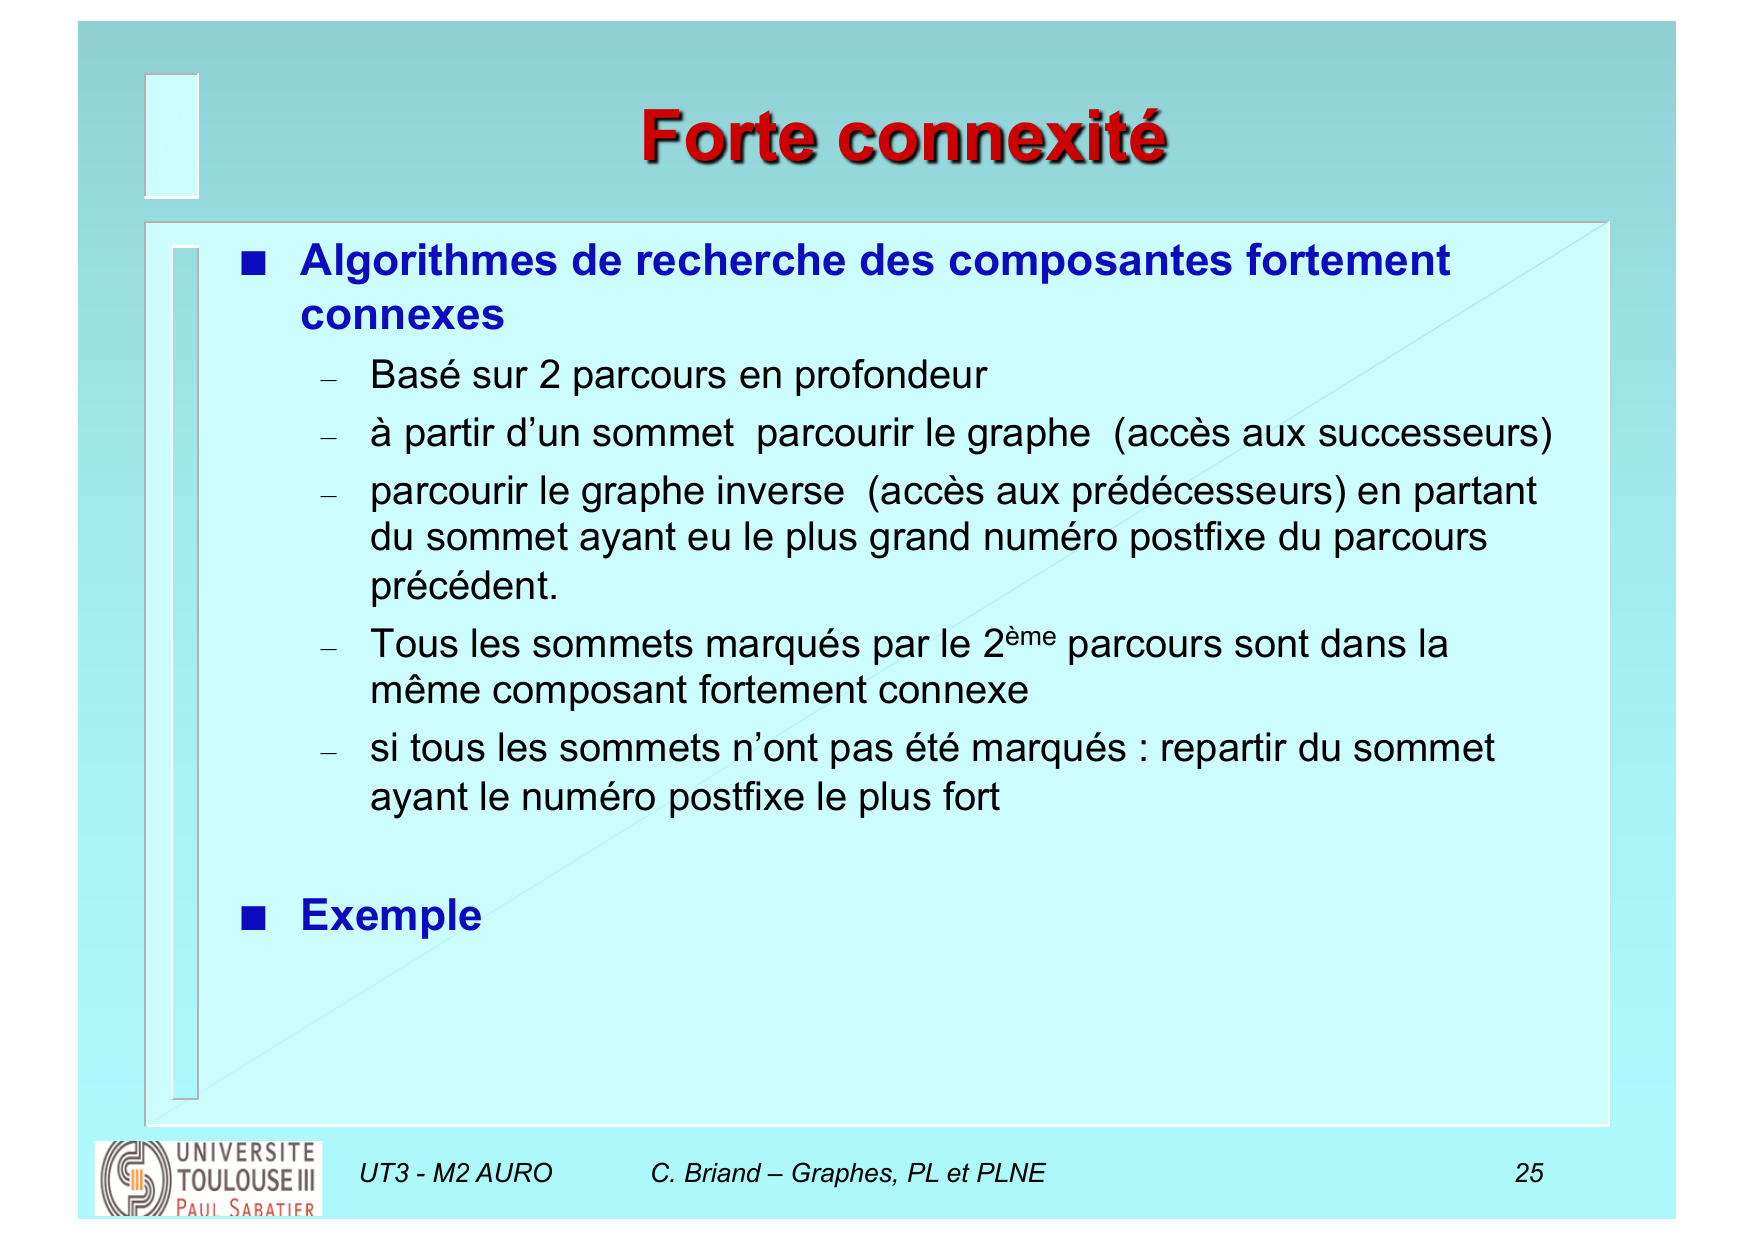 Forte connexité
Algorithmes de recherche des composantes fortement
connexes
– Basé sur 2 parcours en profondeur
– à partir d’un sommet  parcourir le graphe  (accès aux successeurs)
– parcourir le graphe inverse  (accès aux prédécesseurs) en partant
du sommet ayant eu le plus grand numéro postfixe du parcours
précédent.
– Tous les sommets marqués par le 2ème parcours sont dans la
même composant fortement connexe
– si tous les sommets n’ont pas été marqués : repartir du sommet
ayant le numéro postfixe le plus fort
Exemple
UNIVERSITE
TOULOUSE III
PAUL SABATIER
UT3 - M2 AURO
C. Briand – Graphes, PL et PLNE
25